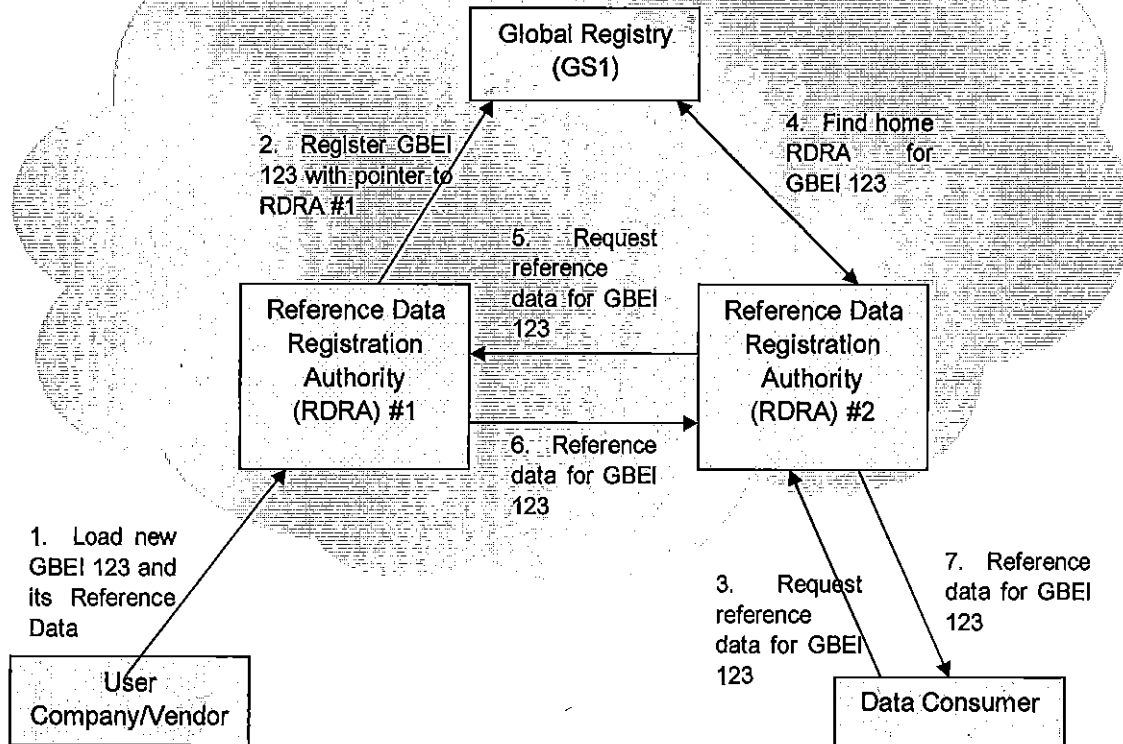 Global Registry
(GS1)
2. Register GBEI
123 with pointer to
RDRA #1
4. Find home
RDRA for
GBEI 123
5. Request
reference
data for GBEI
123
Reference Data
Registration
Authority
(RDRA) #1
Reference Data
Registration
Authority
(RDRA) #2
6. Reference
data for GBEI
123
1. Load new
GBEI 123 and
its Reference
Data
3. Request
reference
data for GBEI
123
7. Reference
data for GBEI
123
User
Company/Vendor
Data Consumer